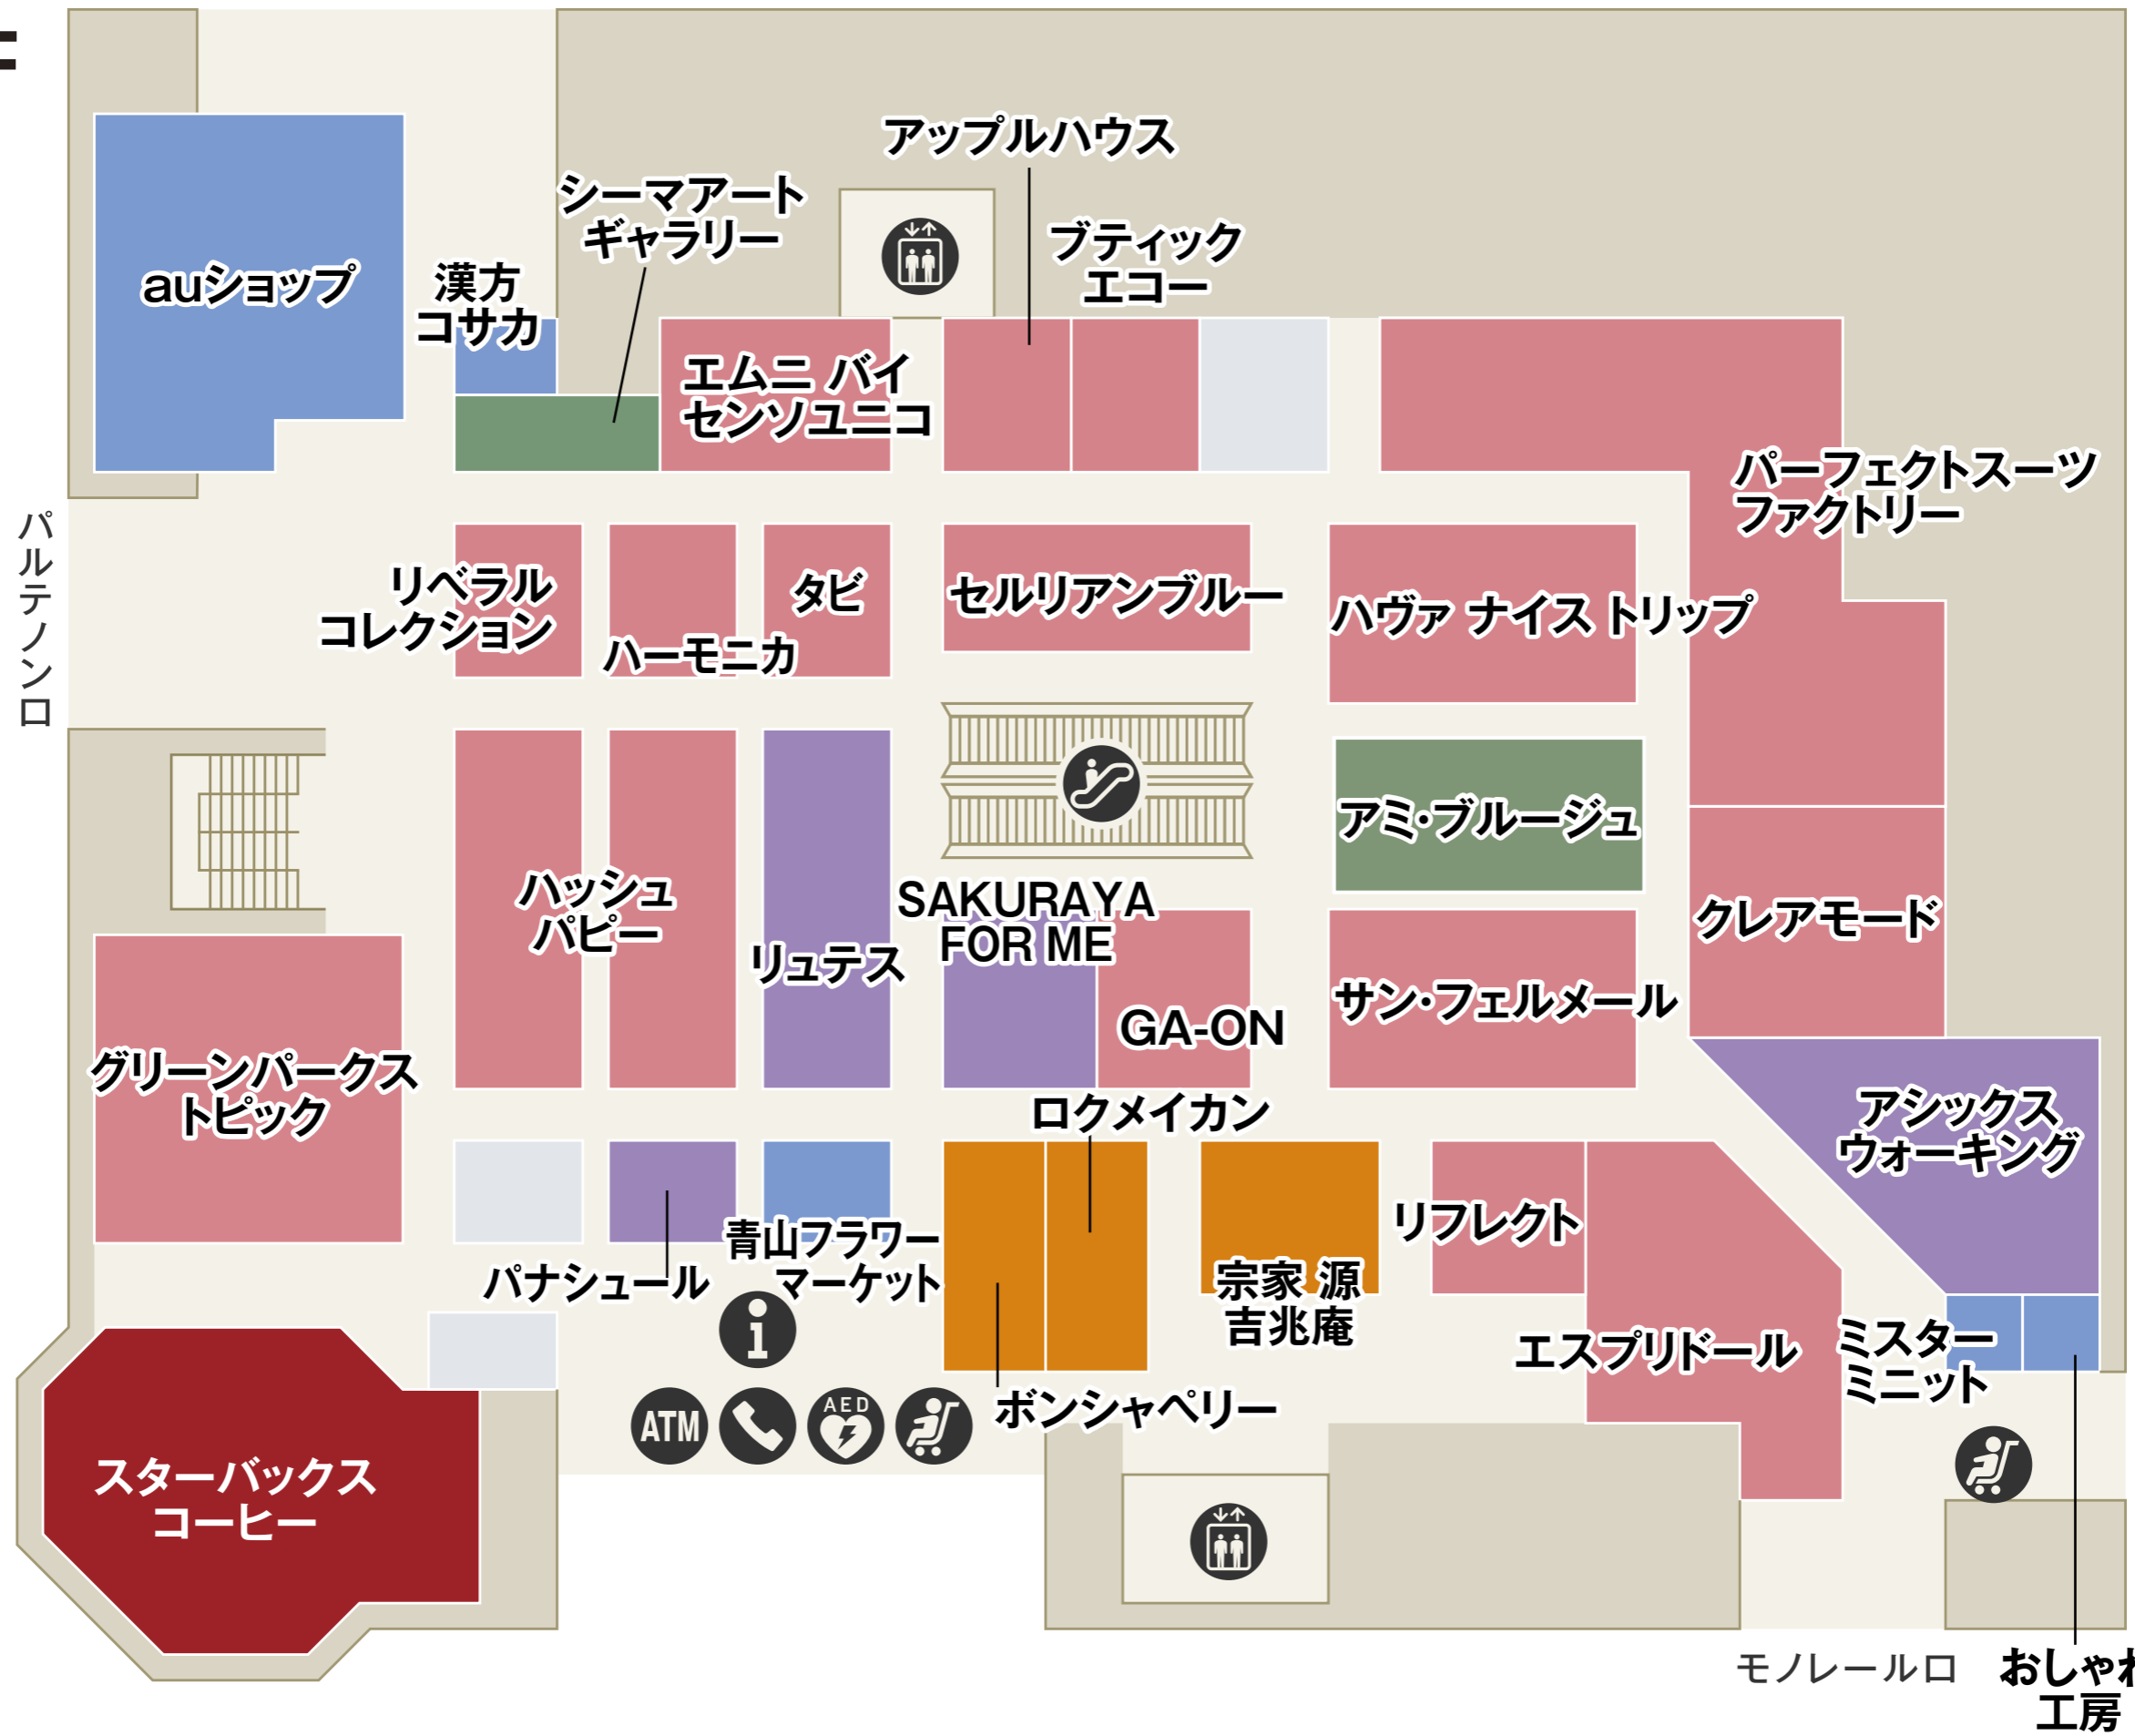 アップルハウス
シーマアート
ギャラリー
ブティック
エコー
auショップ
漢方
コサカ
エムニ バイ
センソユニコ
パーフェクトスーツ
ファクトリー
パルテノンロ
リベラル
コレクション
ハーモニカ
タビ
セルリアンブルー
ハヴァ ナイス トリップ
アミ・ブルージュ
ハッシュ
パピー
リュテス
SAKURAYA
FOR ME
クレアモード
GA-ON
サン・フェルメール
グリーンパークス
トピック
ロクメイカン
アシックス
ウォーキング
パナシュール
青山フラワー
マーケット
宗家 源
吉兆庵
リフレクト
エスプリドール
ミスター
ミニット
ボンシャペリー
ATM
AED
スターバックス
コーヒー
モノレール口
おしゃれ
工房